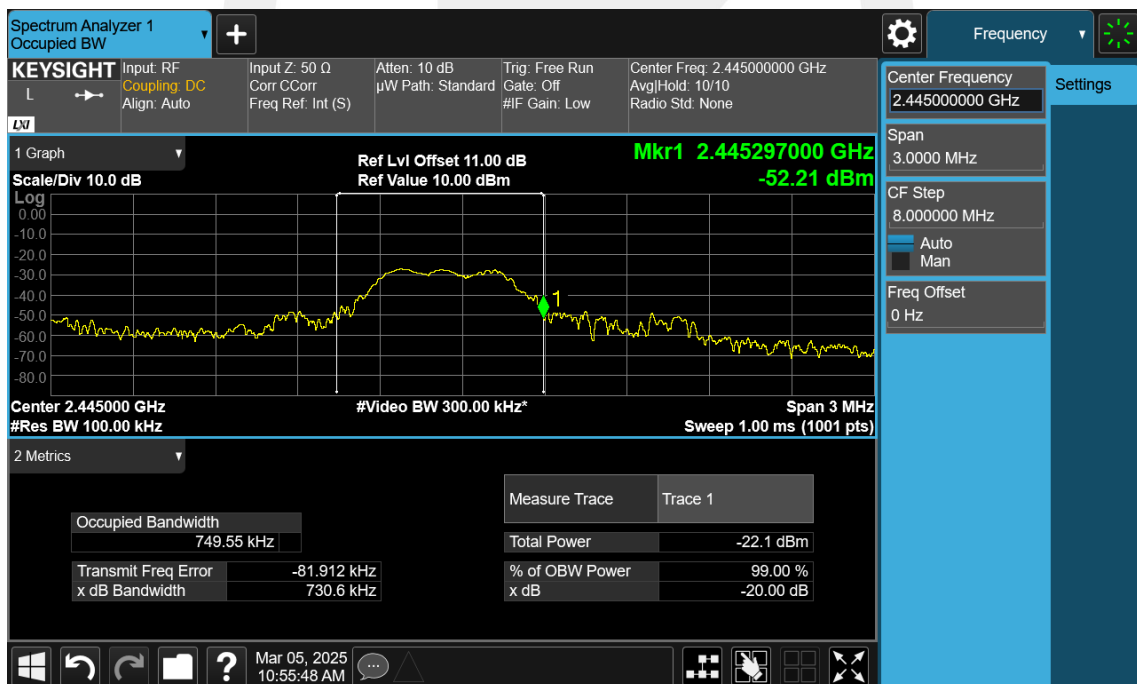 Spectrum Analyzer 1
Occupied BW
Frequency
KEYSIGHT
L
LXI
Input: RF
Coupling: DC
Align: Auto
Input Z: 50 Ω
Corr CCorr
Freq Ref: Int (S)
Atten: 10 dB
µW Path: Standard
Trig: Free Run
Gate: Off
#IF Gain: Low
Center Freq: 2.445000000 GHz
Avg|Hold: 10/10
Radio Std: None
Center Frequency
2.445000000 GHz
Settings
Span
3.0000 MHz
CF Step
8.000000 MHz
Auto
Man
Freq Offset
0 Hz
1 Graph
Scale/Div 10.0 dB
Ref Lvl Offset 11.00 dB
Ref Value 10.00 dBm
Mkr1 2.445297000 GHz
-52.21 dBm
Log
0.00
-10.0
-20.0
-30.0
-40.0
-50.0
-60.0
-70.0
-80.0
1
Center 2.445000 GHz
#Video BW 300.00 kHz*
Span 3 MHz
#Res BW 100.00 kHz
Sweep 1.00 ms (1001 pts)
2 Metrics
Measure Trace Trace 1
Occupied Bandwidth
749.55 kHz
Total Power -22.1 dBm
Transmit Freq Error -81.912 kHz
% of OBW Power 99.00 %
x dB Bandwidth 730.6 kHz
x dB -20.00 dB
Mar 05, 2025
10:55:48 AM